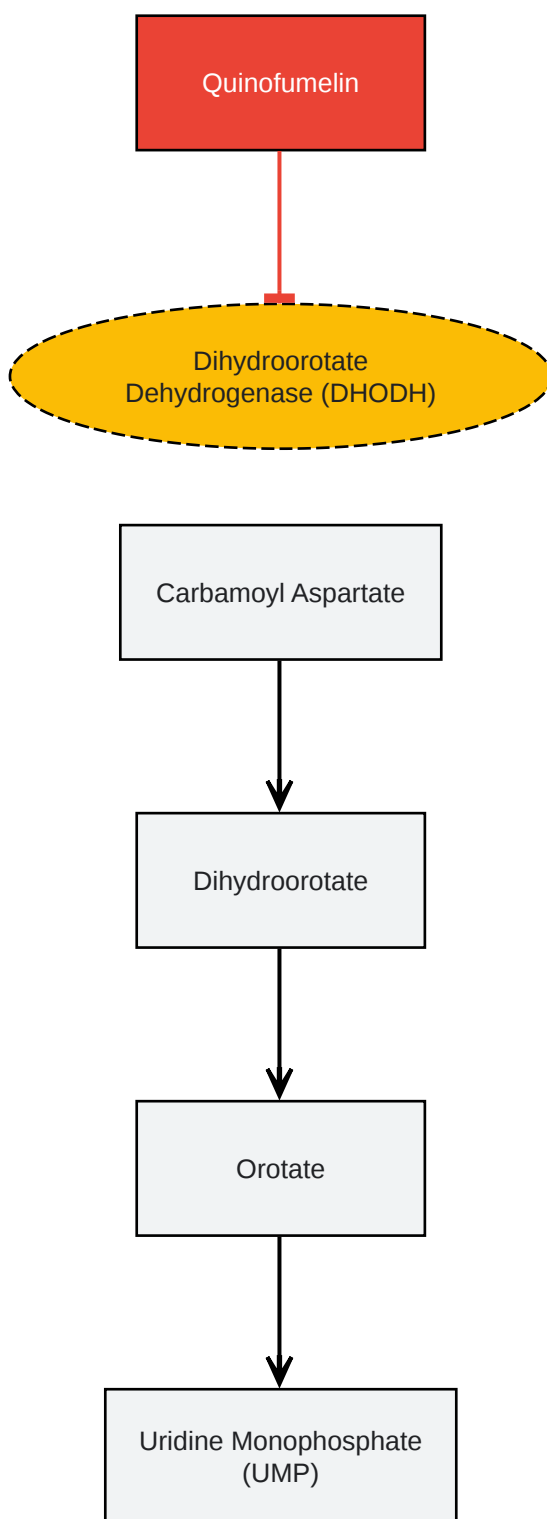 Quinofumelin
Dihydroorotate
Dehydrogenase (DHODH)
Carbamoyl Aspartate
Dihydroorotate
Orotate
Uridine Monophosphate
(UMP)